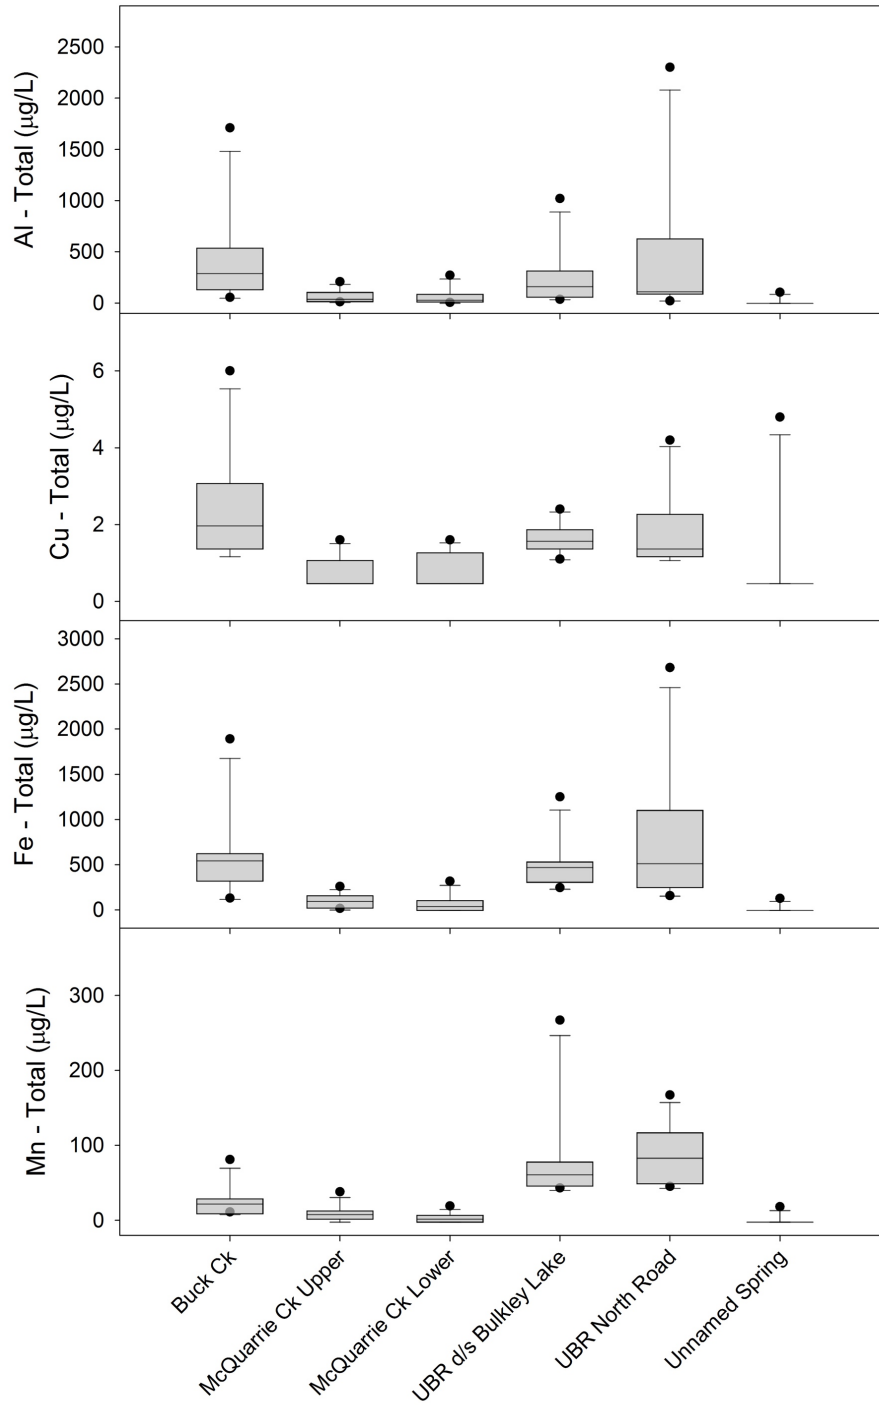 Al - Total (μg/L)
2500
2000
1500
1000
500
0
Cu - Total (μg/L)
6
4
2
0
Fe - Total (μg/L)
3000
2500
2000
1500
1000
500
0
Mn - Total (μg/L)
300
200
100
0
Buck Ck
McQuarrie Ck Upper
McQuarrie Ck Lower
UBR d/s Bulkley Lake
UBR North Road
Unnamed Spring